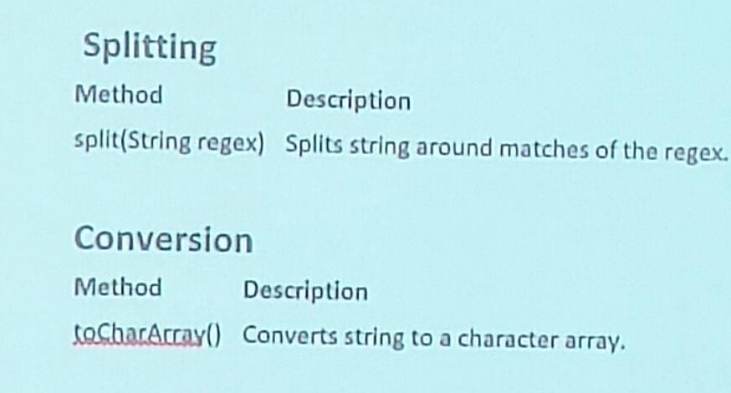 Splitting
Method Description
split(String regex) Splits string around matches of the regex.
Conversion
Method Description
toCharArray() Converts string to a character array.